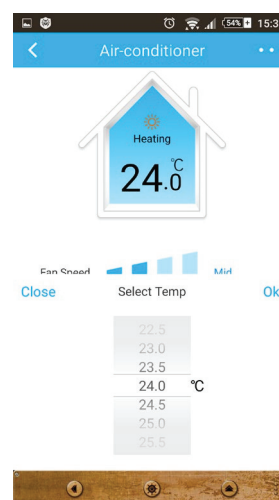 54% 15:3
Air-conditioner
Heating
24.0 ℃
Fan Speed Mid
Close Select Temp Ok
22.5
23.0
23.5
24.0 ℃
24.5
25.0
25.5